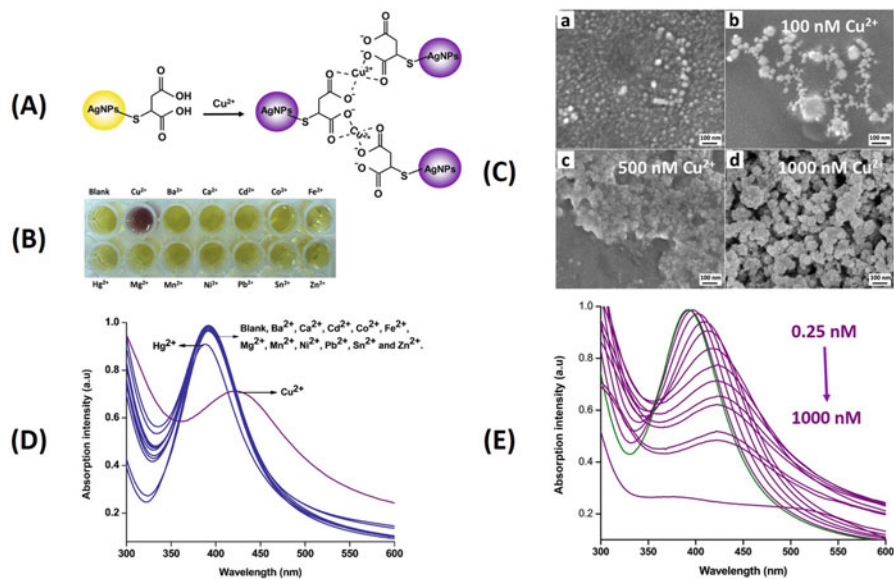 (A)
AgNPs
S
O
OH
OH
O
Cu²⁺
AgNPs
S
O
O⁻
O⁻
O
Cu²⁺
⁻O
O
⁻O
O
S
AgNPs
⁻O
O
O⁻
O
S
AgNPs
(B)
Blank Cu²⁺ Ba²⁺ Ca²⁺ Cd²⁺ Co²⁺ Fe²⁺
Hg²⁺ Mg²⁺ Mn²⁺ Ni²⁺ Pb²⁺ Sn²⁺ Zn²⁺
(C)
a
100 nm
b
100 nM Cu²⁺
100 nm
c
500 nM Cu²⁺
100 nm
d
1000 nM Cu²⁺
100 nm
(D)
Absorption intensity (a.u)
1.0
0.8
0.6
0.4
0.2
Blank, Ba²⁺, Ca²⁺, Cd²⁺, Co²⁺, Fe²⁺,
Hg²⁺
Mg²⁺, Mn²⁺, Ni²⁺, Pb²⁺, Sn²⁺ and Zn²⁺.
Cu²⁺
300 350 400 450 500 550 600
Wavelength (nm)
(E)
Absorption intensity (a.u)
1.0
0.8
0.6
0.4
0.2
0.25 nM
1000 nM
300 350 400 450 500 550 600
Wavelength (nm)